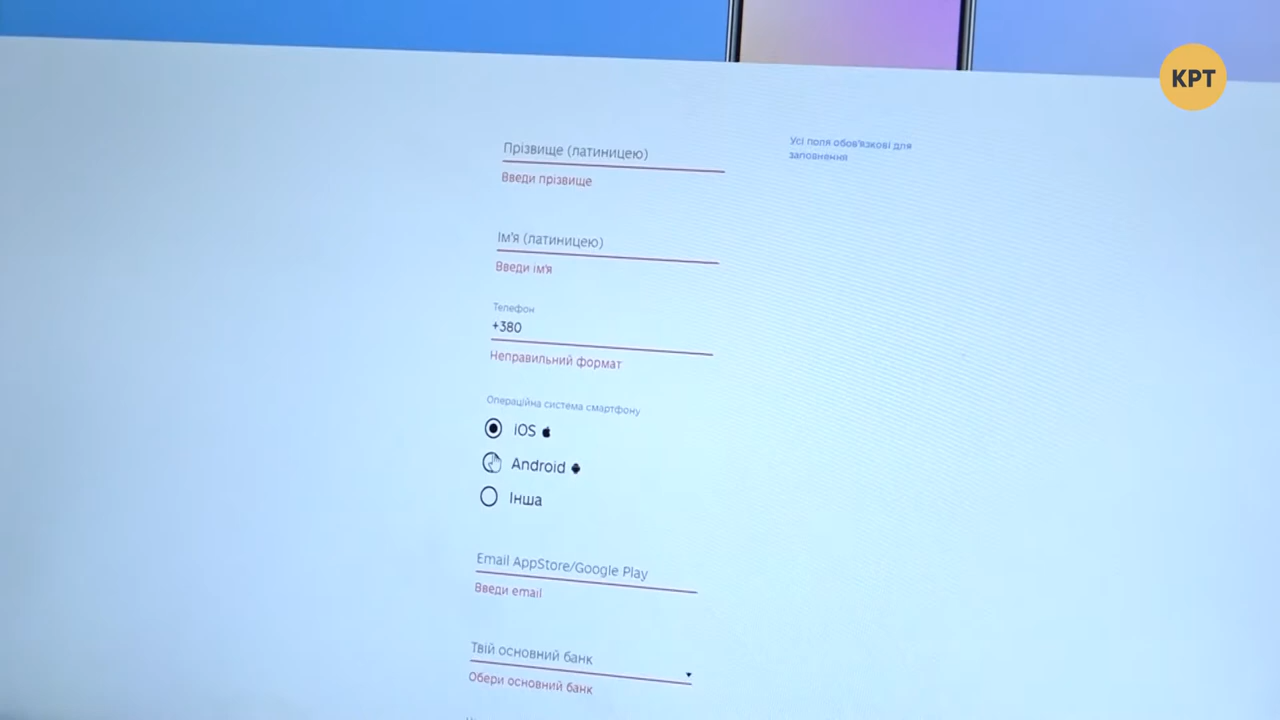 КРТ
Усі поля обов'язкові для
заповнення
Прізвище (латиницею)
Введи прізвище
Ім'я (латиницею)
Введи ім'я
Телефон
+380
Неправильний формат
Операційна система смартфону
iOS
Android
Інша
Email AppStore/Google Play
Введи email
Твій основний банк
Обери основний банк